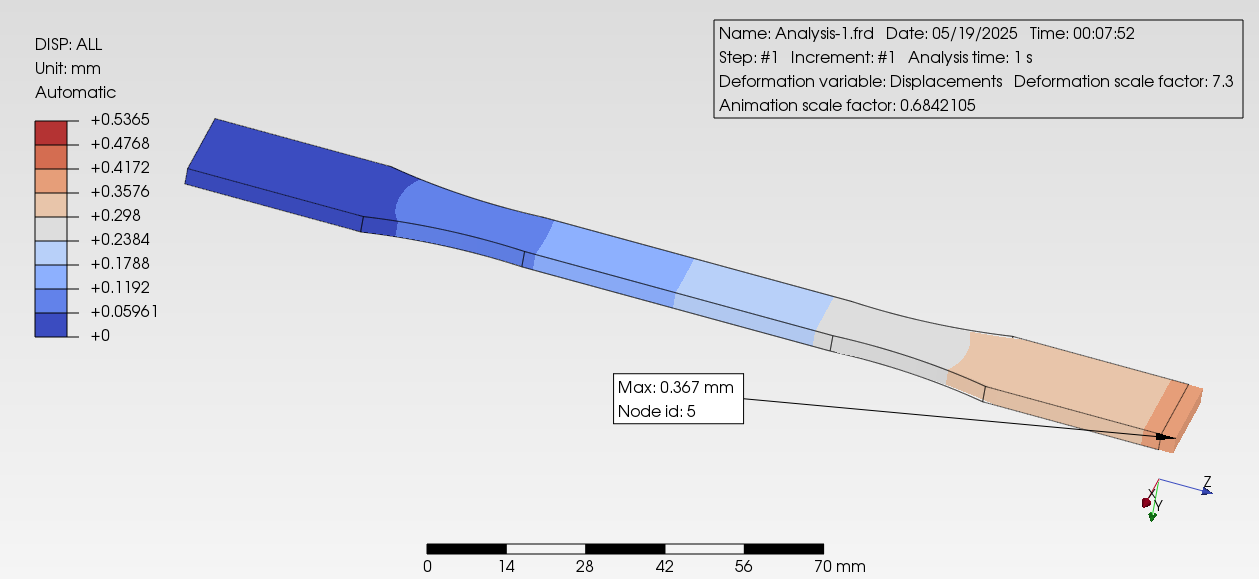 DISP: ALL
Unit: mm
Automatic
+0.5365
+0.4768
+0.4172
+0.3576
+0.298
+0.2384
+0.1788
+0.1192
+0.05961
+0
Name: Analysis-1.frd Date: 05/19/2025 Time: 00:07:52
Step: #1 Increment: #1 Analysis time: 1 s
Deformation variable: Displacements Deformation scale factor: 7.3
Animation scale factor: 0.6842105
Max: 0.367 mm
Node id: 5
Z
X
Y
0 14 28 42 56 70 mm